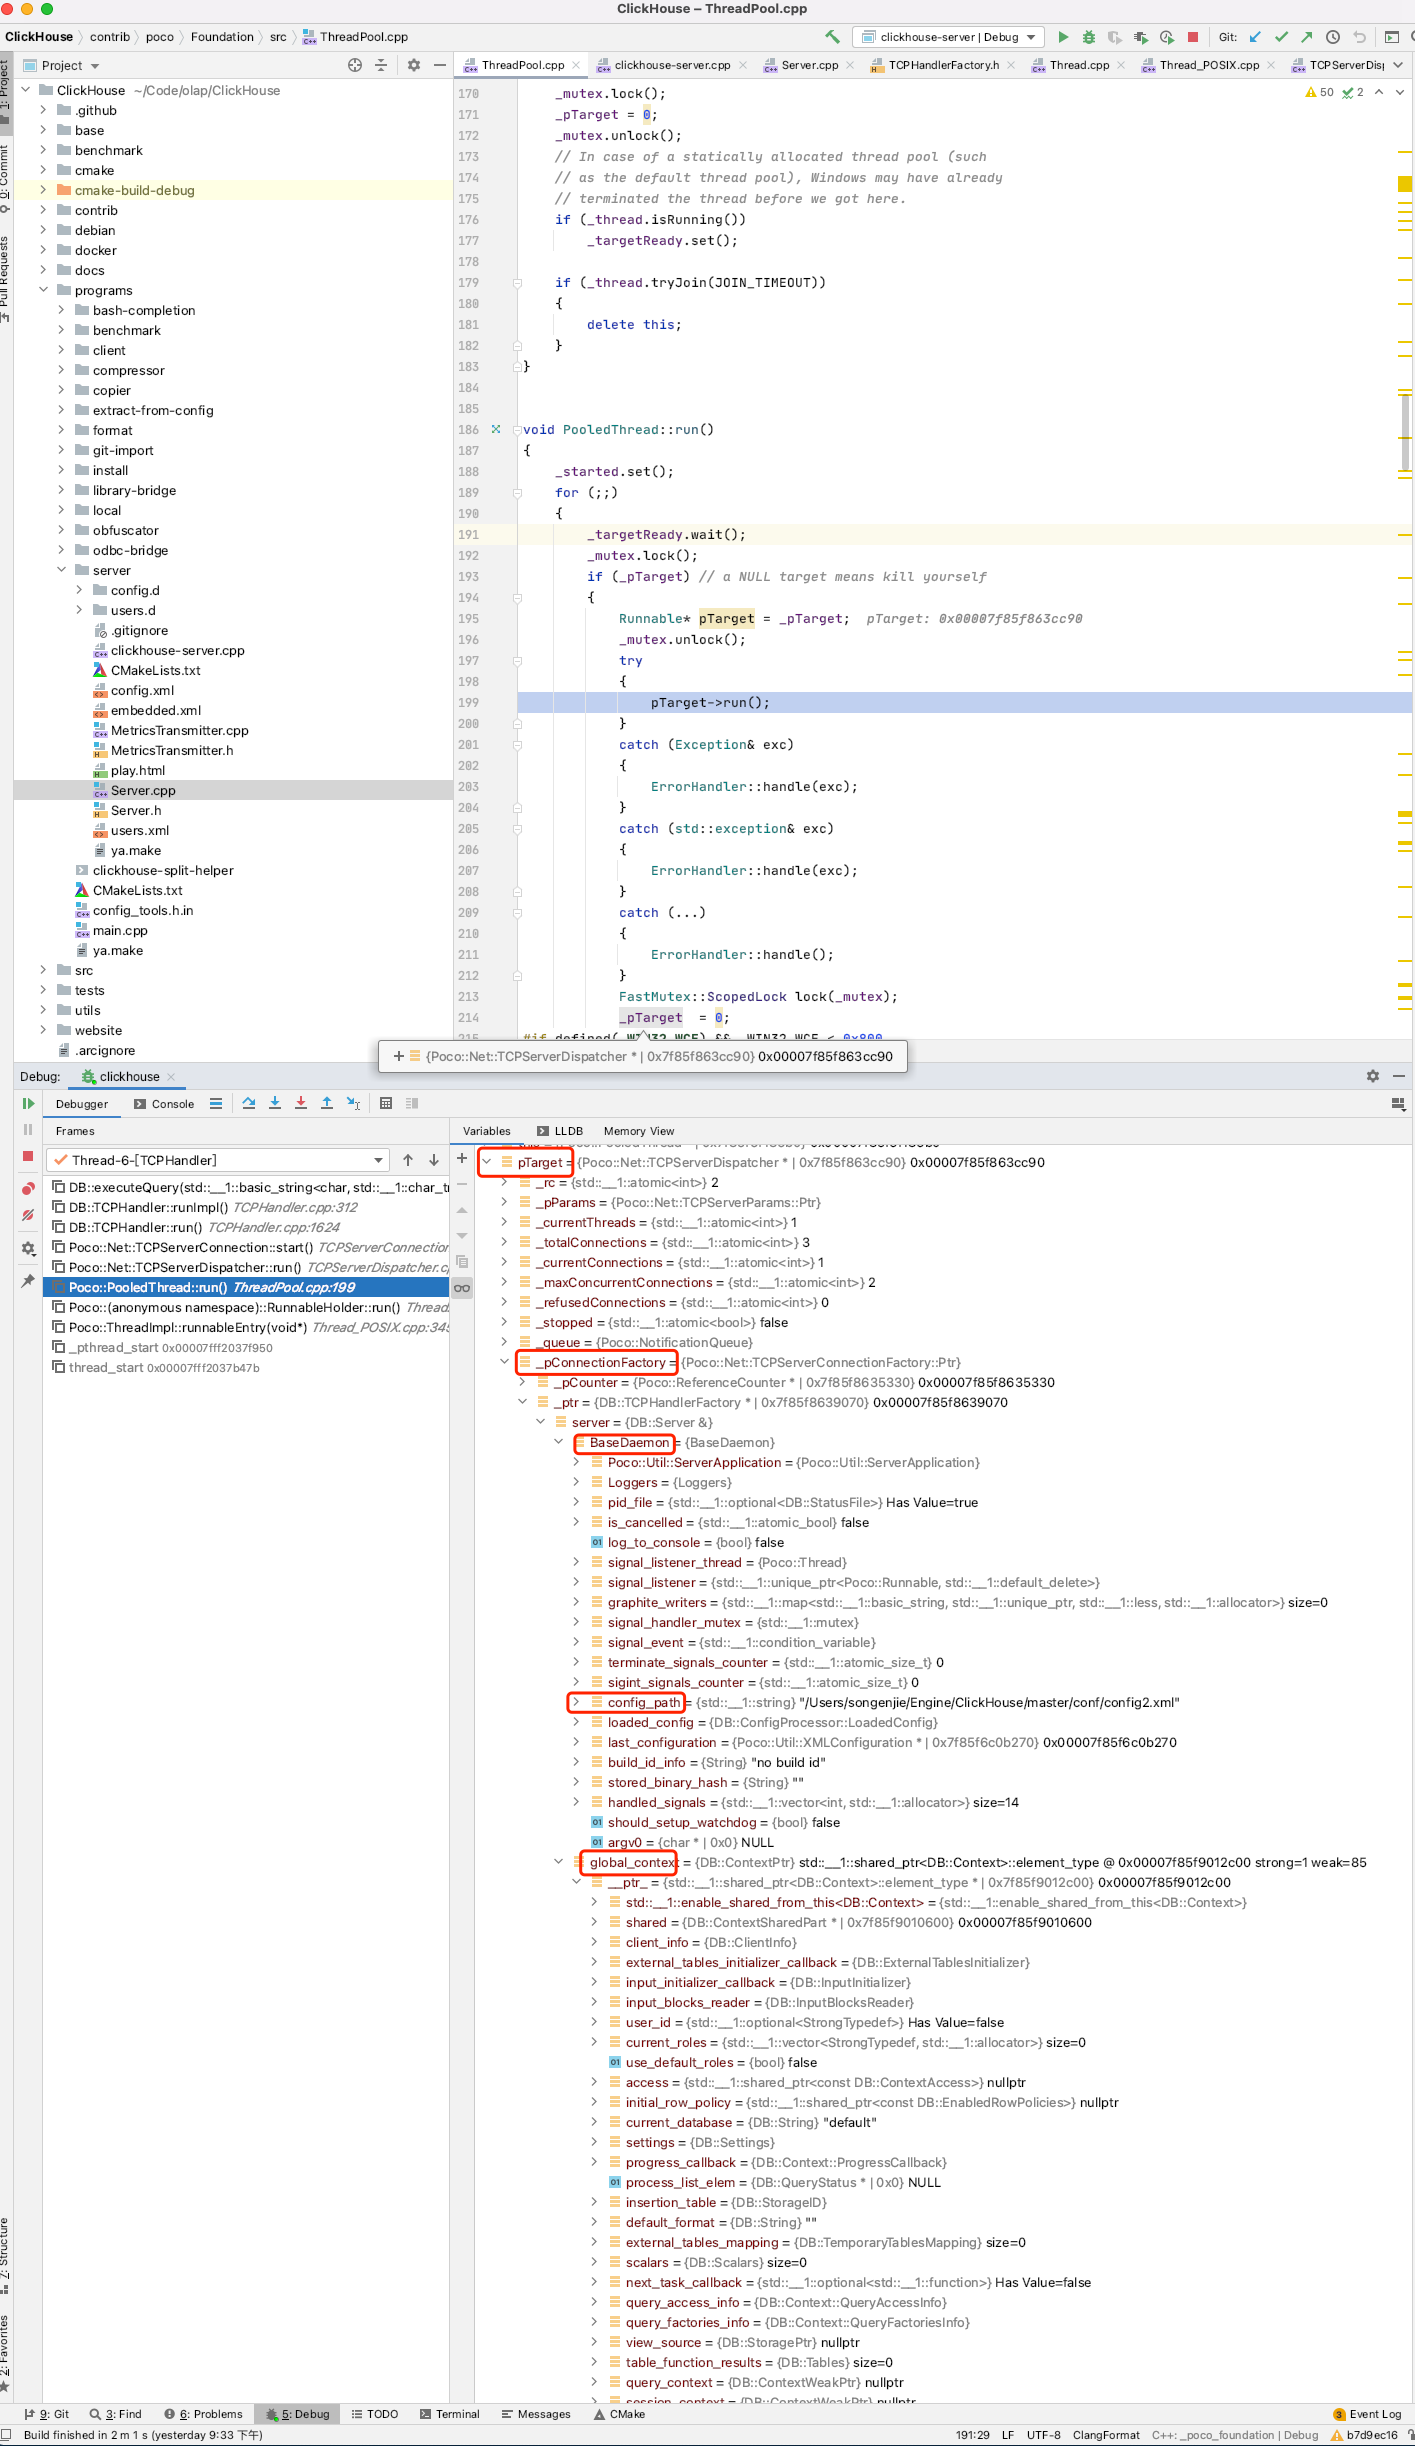 ClickHouse – ThreadPool.cpp
ClickHouse contrib poco Foundation src ThreadPool.cpp
clickhouse-server | Debug
Git:
Project
ThreadPool.cpp clickhouse-server.cpp Server.cpp TCPHandlerFactory.h Thread.cpp Thread_POSIX.cpp
1: Project
0: Commit
Pull Requests
ClickHouse ~/Code/olap/ClickHouse
.github
base
benchmark
cmake
cmake-build-debug
contrib
debian
docker
docs
programs
bash-completion
benchmark
client
compressor
copier
extract-from-config
format
git-import
install
library-bridge
local
obfuscator
odbc-bridge
server
config.d
users.d
.gitignore
clickhouse-server.cpp
CMakeLists.txt
config.xml
embedded.xml
MetricsTransmitter.cpp
MetricsTransmitter.h
play.html
Server.cpp
Server.h
users.xml
ya.make
clickhouse-split-helper
CMakeLists.txt
config_tools.h.in
main.cpp
ya.make
src
tests
utils
website
.arcignore
50 2
170 _mutex.lock();
171 _pTarget = 0;
172 _mutex.unlock();
173 // In case of a statically allocated thread pool (such
174 // as the default thread pool), Windows may have already
175 // terminated the thread before we got here.
176 if (_thread.isRunning())
177 _targetReady.set();
178
179 if (_thread.tryJoin(JOIN_TIMEOUT))
180 {
181 delete this;
182 }
183 }
184
185
186 void PooledThread::run()
187 {
188 _started.set();
189 for (;;)
190 {
191 _targetReady.wait();
192 _mutex.lock();
193 if (_pTarget) // a NULL target means kill yourself
194 {
195 Runnable* pTarget = _pTarget; pTarget: 0x00007f85f863cc90
196 _mutex.unlock();
197 try
198 {
199 pTarget->run();
200 }
201 catch (Exception& exc)
202 {
203 ErrorHandler::handle(exc);
204 }
205 catch (std::exception& exc)
206 {
207 ErrorHandler::handle(exc);
208 }
209 catch (...)
210 {
211 ErrorHandler::handle();
212 }
213 FastMutex::ScopedLock lock(_mutex);
214 _pTarget = 0;
{Poco::Net::TCPServerDispatcher * | 0x7f85f863cc90} 0x00007f85f863cc90
Debug: clickhouse
Debugger Console
Frames
Thread-6-[TCPHandler]
DB::executeQuery(std::__1::basic_string<char, std::__1::char_tr
DB::TCPHandler::runImpl() TCPHandler.cpp:312
DB::TCPHandler::run() TCPHandler.cpp:1624
Poco::Net::TCPServerConnection::start() TCPServerConnection
Poco::Net::TCPServerDispatcher::run() TCPServerDispatcher.c
Poco::PooledThread::run() ThreadPool.cpp:199
Poco::(anonymous namespace)::RunnableHolder::run() Thread
Poco::ThreadImpl::runnableEntry(void*) Thread_POSIX.cpp:345
_pthread_start 0x00007fff2037f950
thread_start 0x00007fff2037b47b
Variables LLDB Memory View
pTarget = {Poco::Net::TCPServerDispatcher * | 0x7f85f863cc90} 0x00007f85f863cc90
_rc = {std::__1::atomic<int>} 2
_pParams = {Poco::Net::TCPServerParams::Ptr}
_currentThreads = {std::__1::atomic<int>} 1
_totalConnections = {std::__1::atomic<int>} 3
_currentConnections = {std::__1::atomic<int>} 1
_maxConcurrentConnections = {std::__1::atomic<int>} 2
_refusedConnections = {std::__1::atomic<int>} 0
_stopped = {std::__1::atomic<bool>} false
_queue = {Poco::NotificationQueue}
_pConnectionFactory = {Poco::Net::TCPServerConnectionFactory::Ptr}
_pCounter = {Poco::ReferenceCounter * | 0x7f85f8635330} 0x00007f85f8635330
_ptr = {DB::TCPHandlerFactory * | 0x7f85f8639070} 0x00007f85f8639070
server = {DB::Server &}
BaseDaemon = {BaseDaemon}
Poco::Util::ServerApplication = {Poco::Util::ServerApplication}
Loggers = {Loggers}
pid_file = {std::__1::optional<DB::StatusFile>} Has Value=true
is_cancelled = {std::__1::atomic_bool} false
log_to_console = {bool} false
signal_listener_thread = {Poco::Thread}
signal_listener = {std::__1::unique_ptr<Poco::Runnable, std::__1::default_delete>}
graphite_writers = {std::__1::map<std::__1::basic_string, std::__1::unique_ptr, std::__1::less, std::__1::allocator>} size=0
signal_handler_mutex = {std::__1::mutex}
signal_event = {std::__1::condition_variable}
terminate_signals_counter = {std::__1::atomic_size_t} 0
sigint_signals_counter = {std::__1::atomic_size_t} 0
config_path = {std::__1::string} "/Users/songenjie/Engine/ClickHouse/master/conf/config2.xml"
loaded_config = {DB::ConfigProcessor::LoadedConfig}
last_configuration = {Poco::Util::XMLConfiguration * | 0x7f85f6c0b270} 0x00007f85f6c0b270
build_id_info = {String} "no build id"
stored_binary_hash = {String} ""
handled_signals = {std::__1::vector<int, std::__1::allocator>} size=14
should_setup_watchdog = {bool} false
argv0 = {char * | 0x0} NULL
global_context = {DB::ContextPtr} std::__1::shared_ptr<DB::Context>::element_type @ 0x00007f85f9012c00 strong=1 weak=85
__ptr_ = {std::__1::shared_ptr<DB::Context>::element_type * | 0x7f85f9012c00} 0x00007f85f9012c00
std::__1::enable_shared_from_this<DB::Context> = {std::__1::enable_shared_from_this<DB::Context>}
shared = {DB::ContextSharedPart * | 0x7f85f9010600} 0x00007f85f9010600
client_info = {DB::ClientInfo}
external_tables_initializer_callback = {DB::ExternalTablesInitializer}
input_initializer_callback = {DB::InputInitializer}
input_blocks_reader = {DB::InputBlocksReader}
user_id = {std::__1::optional<StrongTypedef>} Has Value=false
current_roles = {std::__1::vector<StrongTypedef, std::__1::allocator>} size=0
use_default_roles = {bool} false
access = {std::__1::shared_ptr<const DB::ContextAccess>} nullptr
initial_row_policy = {std::__1::shared_ptr<const DB::EnabledRowPolicies>} nullptr
current_database = {DB::String} "default"
settings = {DB::Settings}
progress_callback = {DB::Context::ProgressCallback}
process_list_elem = {DB::QueryStatus * | 0x0} NULL
insertion_table = {DB::StorageID}
default_format = {DB::String} ""
external_tables_mapping = {DB::TemporaryTablesMapping} size=0
scalars = {DB::Scalars} size=0
next_task_callback = {std::__1::optional<std::__1::function>} Has Value=false
query_access_info = {DB::Context::QueryAccessInfo}
query_factories_info = {DB::Context::QueryFactoriesInfo}
view_source = {DB::StoragePtr} nullptr
table_function_results = {DB::Tables} size=0
query_context = {DB::ContextWeakPtr} nullptr
session_context = {DB::ContextWeakPtr} nullptr
7: Structure
2: Favorites
9: Git 3: Find 6: Problems 5: Debug TODO Terminal Messages CMake 3 Event Log
Build finished in 2 m 1 s (yesterday 9:33 下午) 191:29 LF UTF-8 ClangFormat C++: _poco_foundation | Debug b7d9ec16